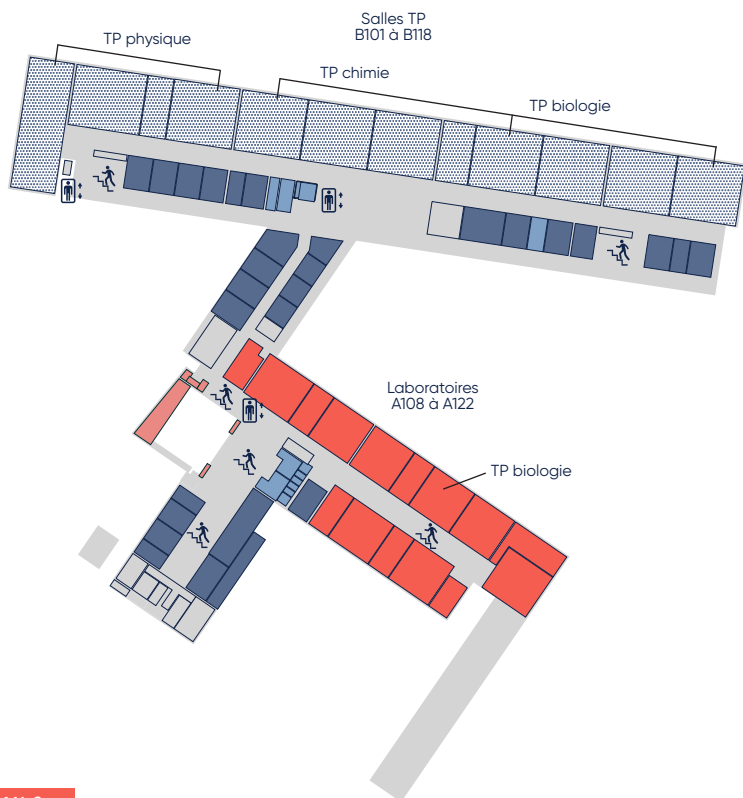 Salles TP
B101 à B118
TP physique
TP chimie
TP biologie
Laboratoires
A108 à A122
TP biologie